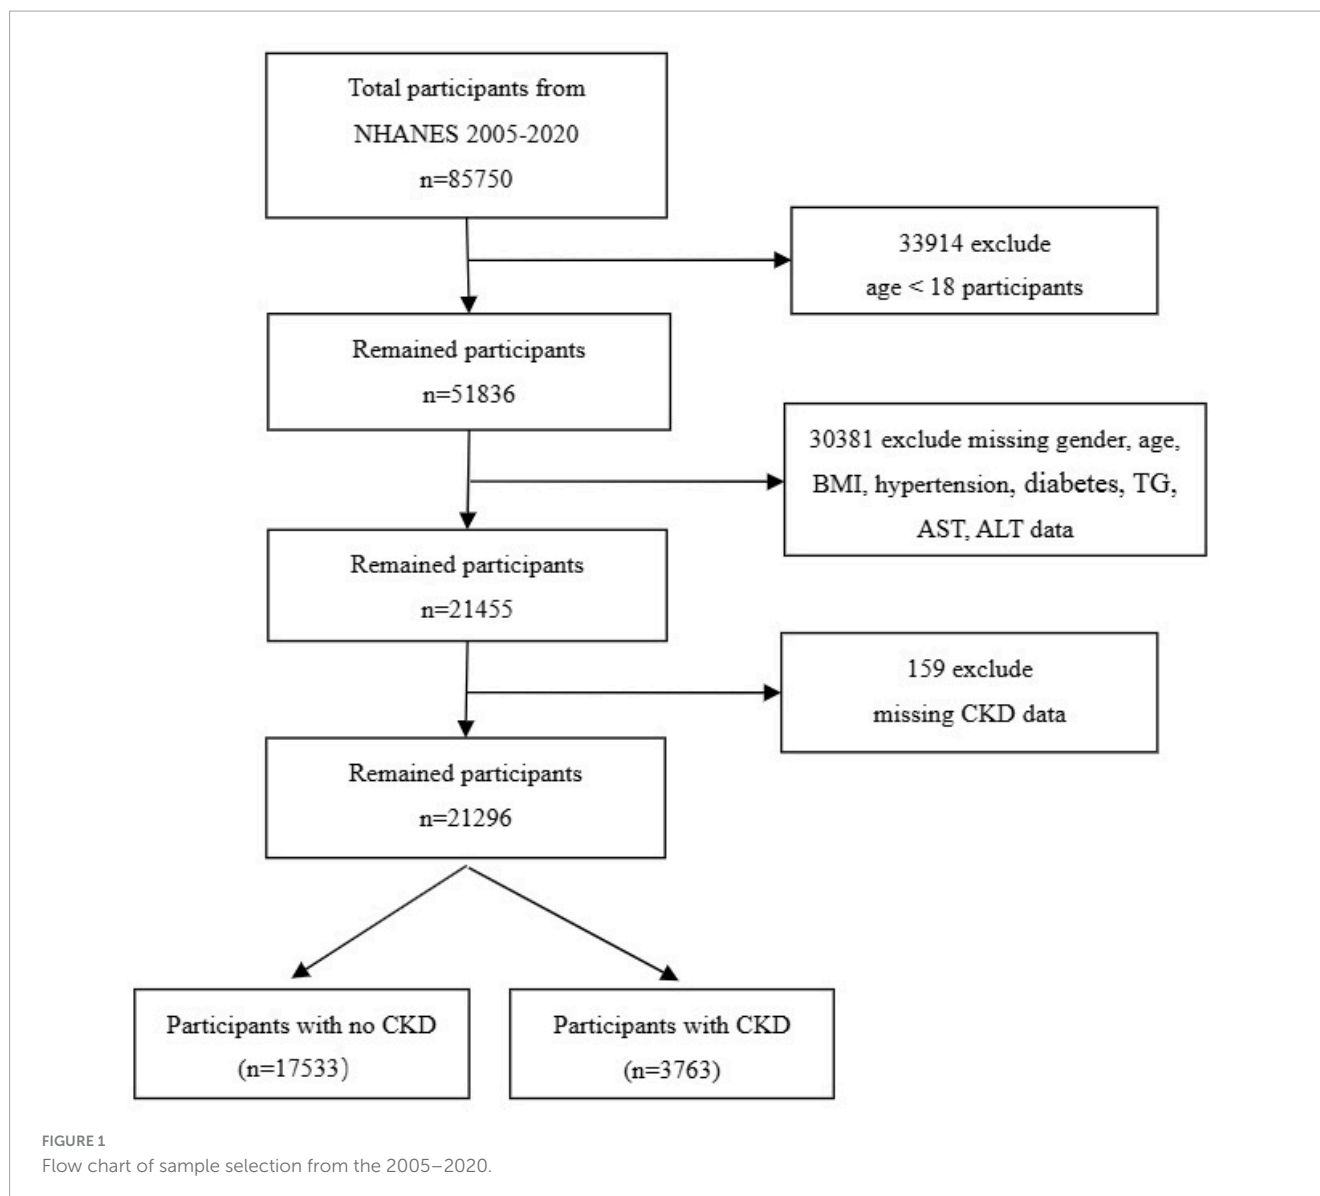 Total participants from
NHANES 2005-2020
n=85750
33914 exclude
age < 18 participants
Remained participants
n=51836
30381 exclude missing gender, age,
BMI, hypertension, diabetes, TG,
AST, ALT data
Remained participants
n=21455
159 exclude
missing CKD data
Remained participants
n=21296
Participants with no CKD
(n=17533)
Participants with CKD
(n=3763)
FIGURE 1
Flow chart of sample selection from the 2005–2020.